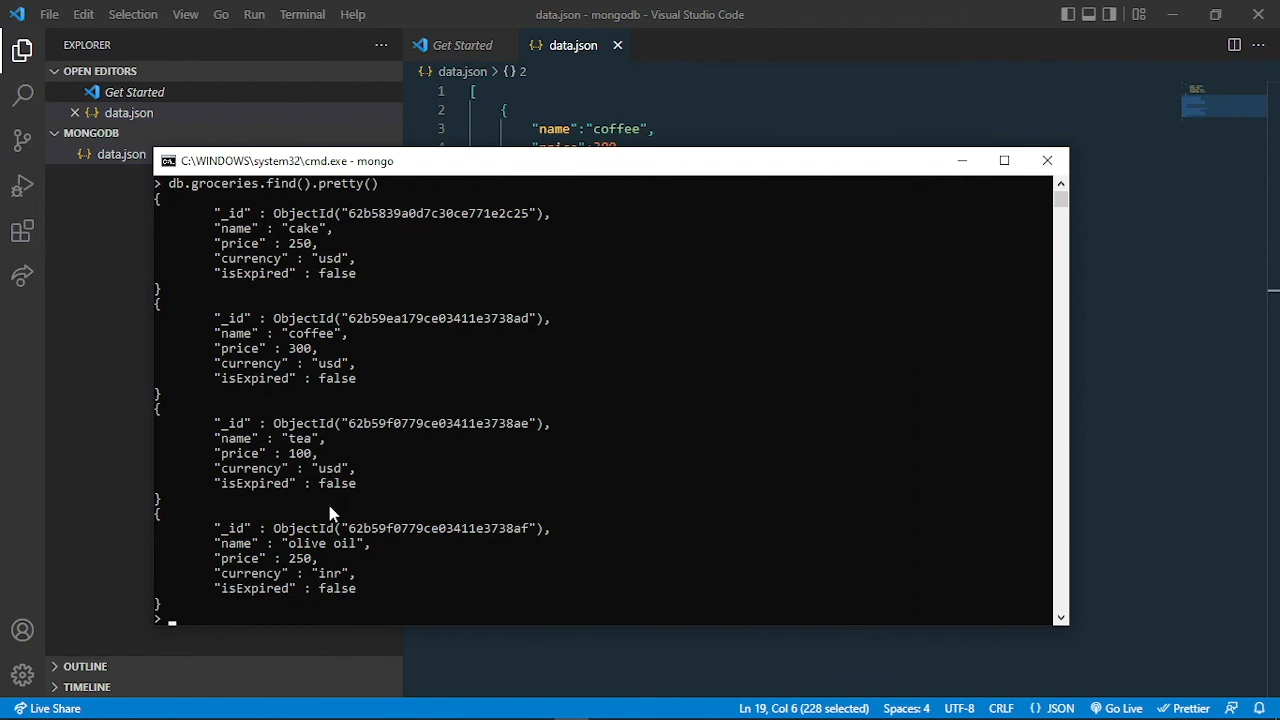 File Edit Selection View Go Run Terminal Help
data.json - mongodb - Visual Studio Code
EXPLORER
OPEN EDITORS
Get Started
data.json
MONGODB
data.json
OUTLINE
TIMELINE
Get Started
data.json
data.json > {} 2
1 [
2 {
3 "name":"coffee",
4 "price":300
C:\WINDOWS\system32\cmd.exe - mongo
> db.groceries.find().pretty()
{
"_id" : ObjectId("62b5839a0d7c30ce771e2c25"),
"name" : "cake",
"price" : 250,
"currency" : "usd",
"isExpired" : false
}
{
"_id" : ObjectId("62b59ea179ce03411e3738ad"),
"name" : "coffee",
"price" : 300,
"currency" : "usd",
"isExpired" : false
}
{
"_id" : ObjectId("62b59f0779ce03411e3738ae"),
"name" : "tea",
"price" : 100,
"currency" : "usd",
"isExpired" : false
}
{
"_id" : ObjectId("62b59f0779ce03411e3738af"),
"name" : "olive oil",
"price" : 250,
"currency" : "inr",
"isExpired" : false
}
>
Live Share
Ln 19, Col 6 (228 selected) Spaces: 4 UTF-8 CRLF {} JSON Go Live Prettier